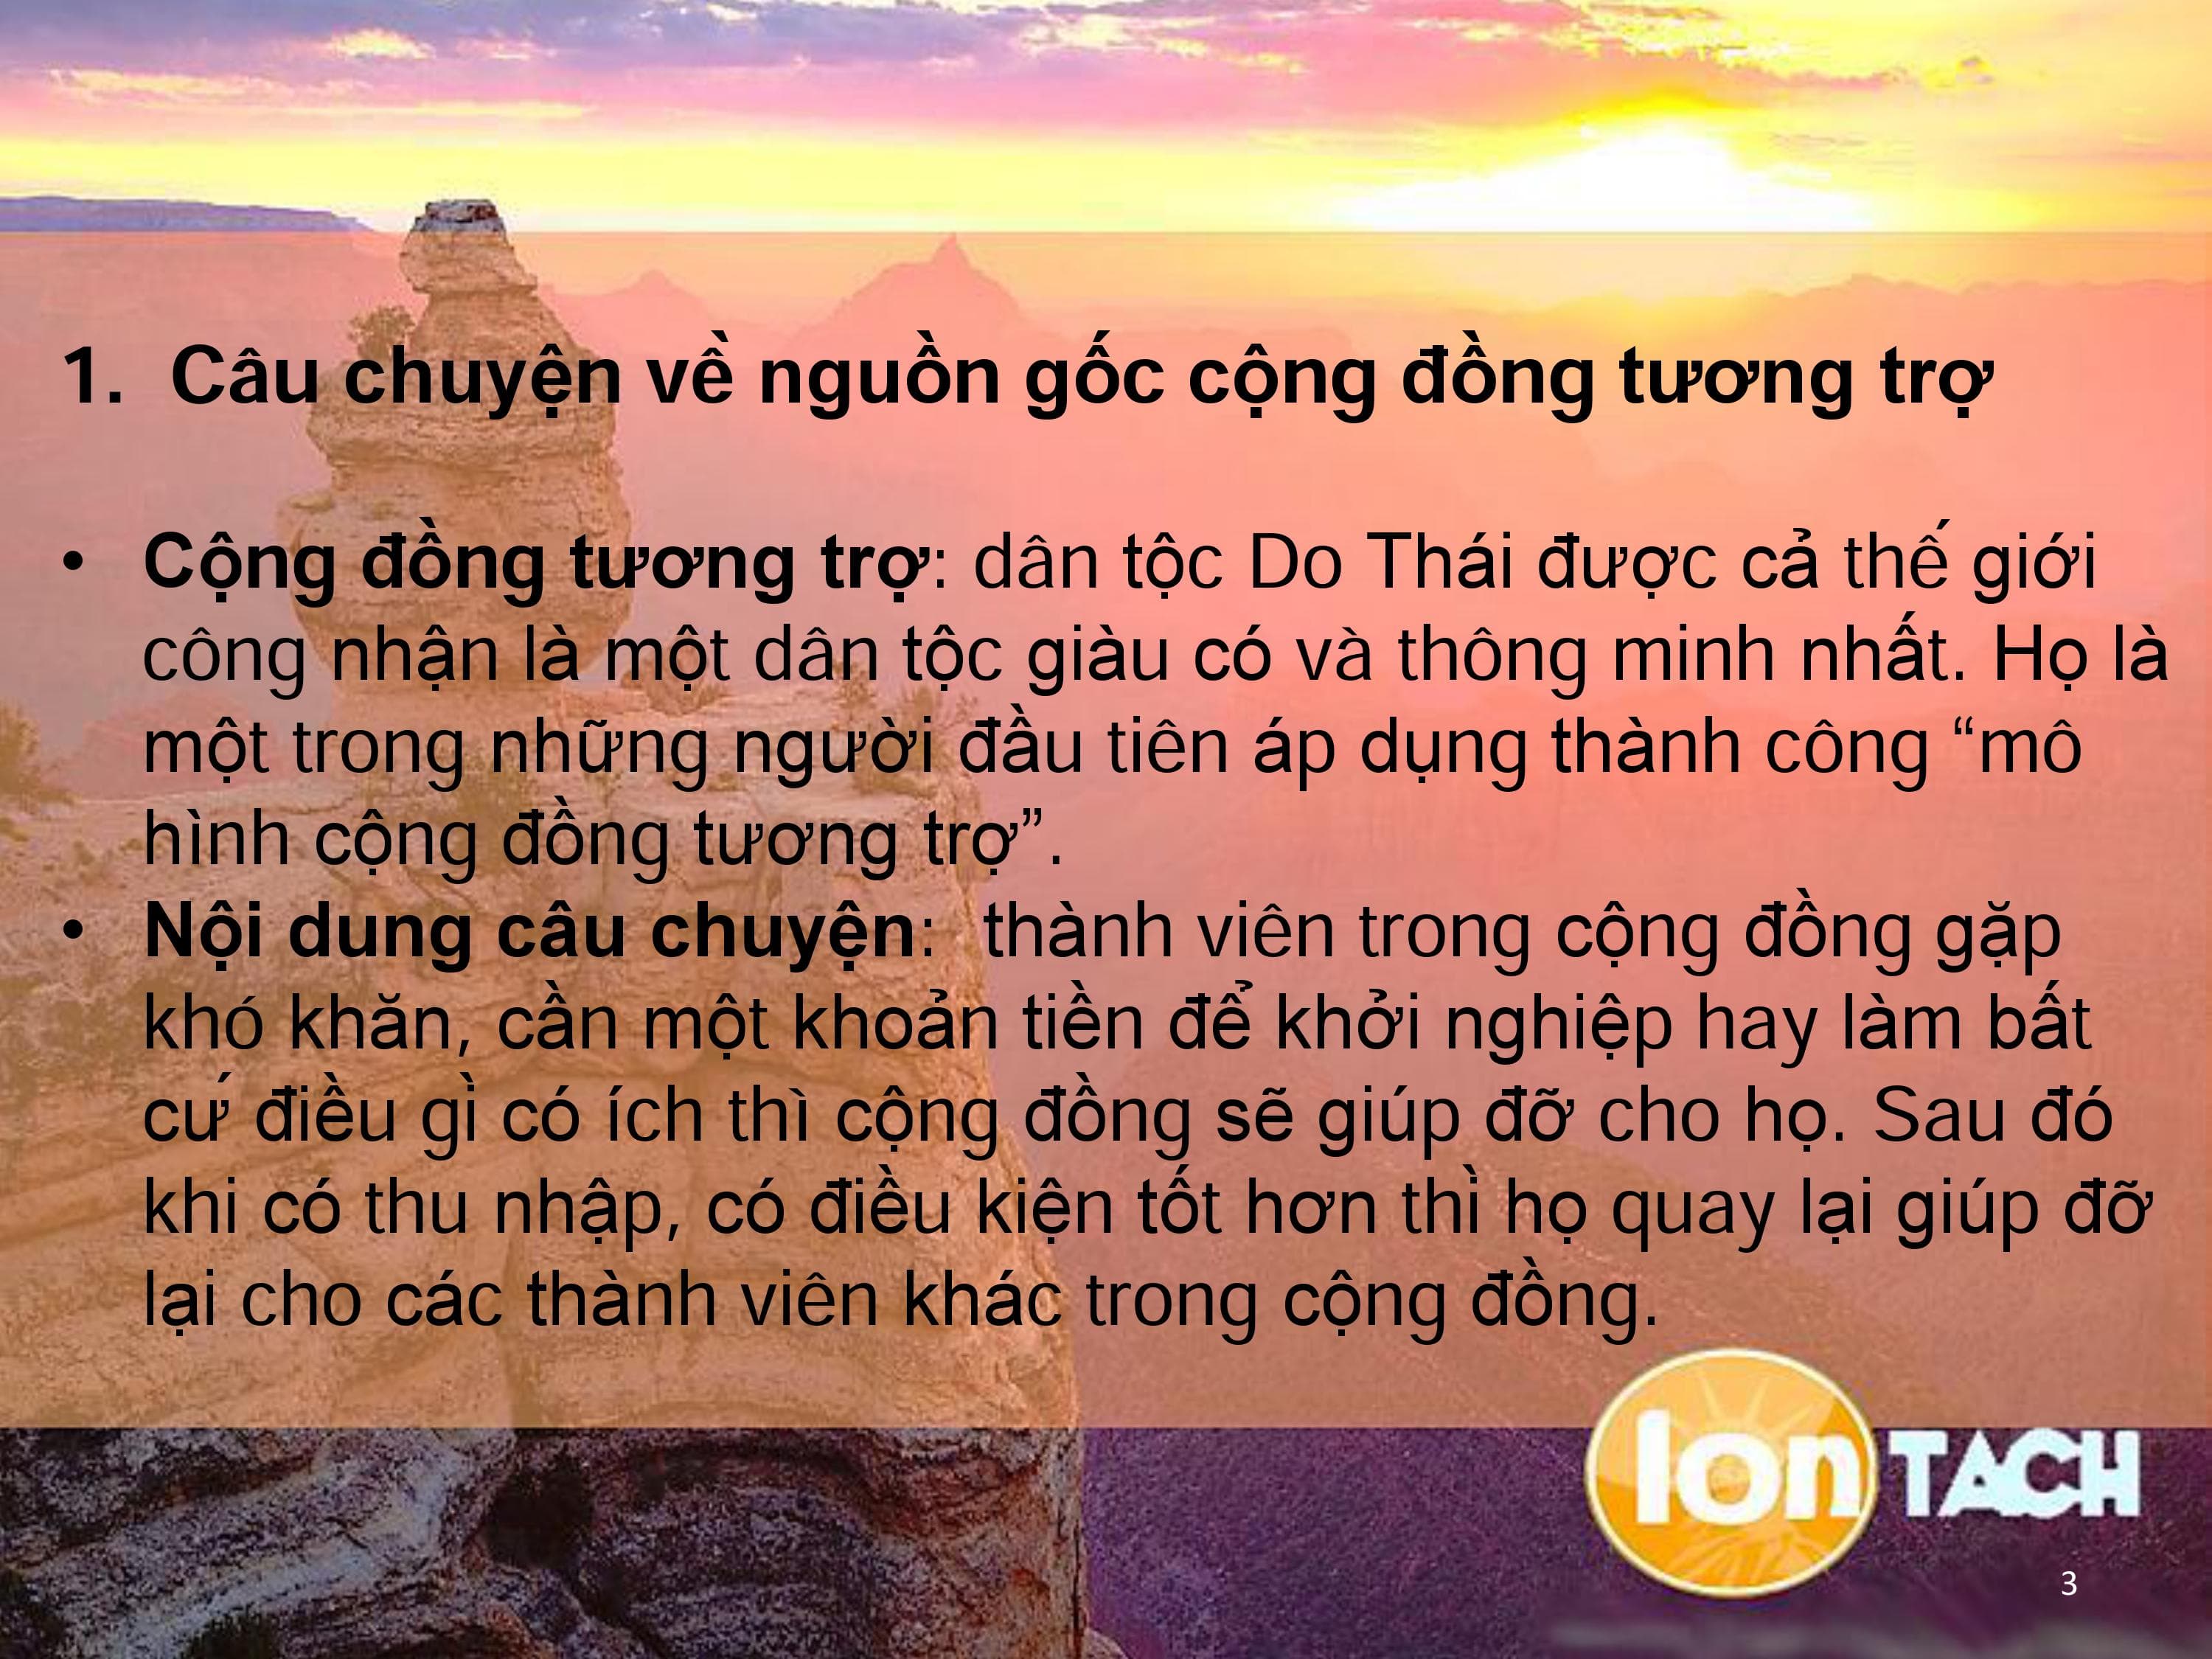 1. Câu chuyện về nguồn gốc cộng đồng tương trợ
• Cộng đồng tương trợ: dân tộc Do Thái được cả thế giới
công nhận là một dân tộc giàu có và thông minh nhất. Họ là
một trong những người đầu tiên áp dụng thành công “mô
hình cộng đồng tương trợ”.
• Nội dung câu chuyện: thành viên trong cộng đồng gặp
khó khăn, cần một khoản tiền để khởi nghiệp hay làm bất
cứ điều gì có ích thì cộng đồng sẽ giúp đỡ cho họ. Sau đó
khi có thu nhập, có điều kiện tốt hơn thì họ quay lại giúp đỡ
lại cho các thành viên khác trong cộng đồng.
Ion TACH
3